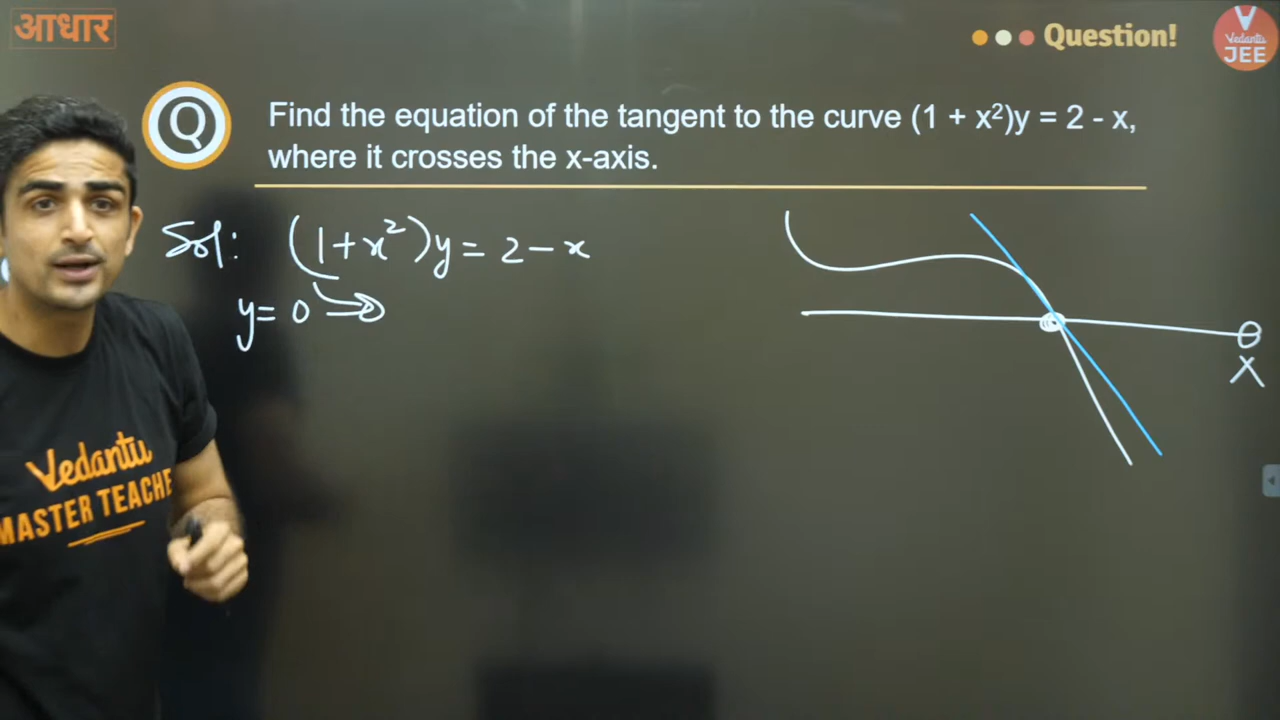 आधार
Question!
Vedantu
JEE
Q
Find the equation of the tangent to the curve (1 + x²)y = 2 - x,
where it crosses the x-axis.
Sol: (1+x²)y = 2 - x
y = 0 →
X
Vedantu
MASTER TEACHE